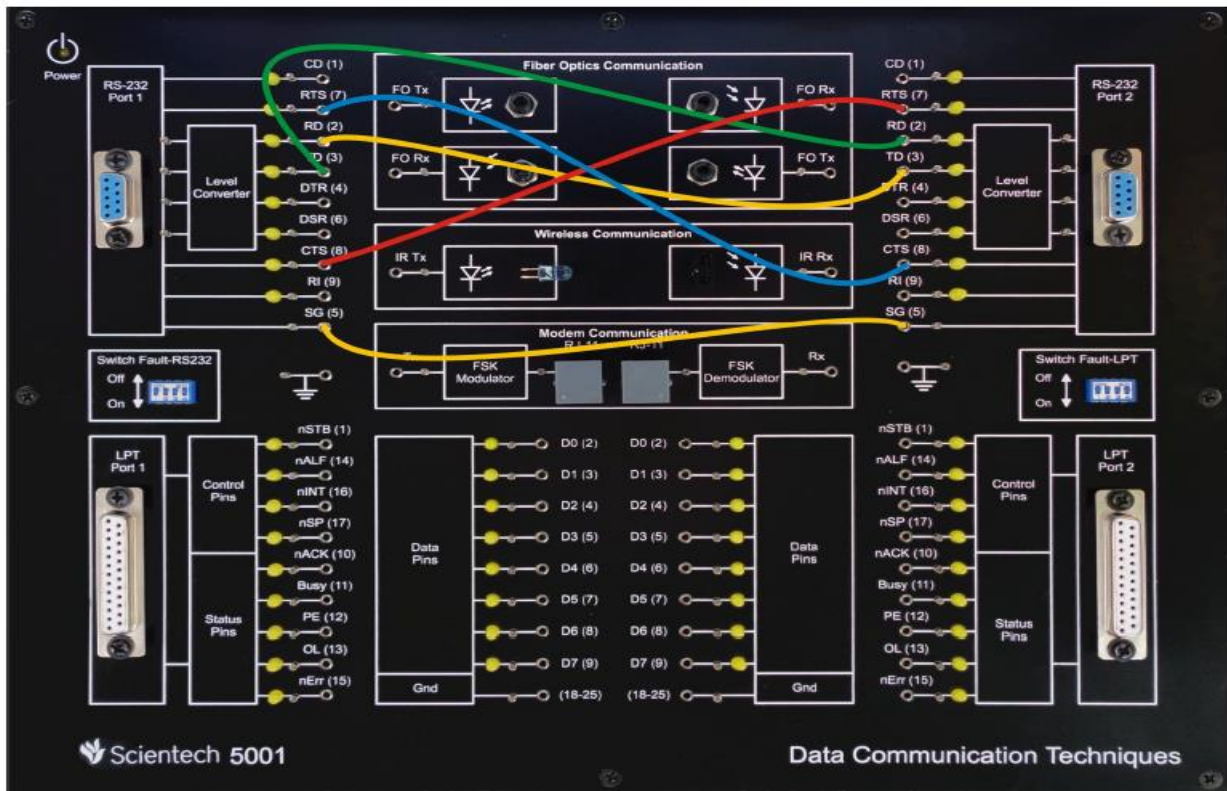 Power
RS-232
Port 1
Level
Converter
CD (1)
RTS (7)
RD (2)
(3)
DTR (4)
DSR (6)
CTS (8)
RI (9)
SG (5)
Fiber Optics Communication
FO Tx
FO Rx
FO Rx
FO Tx
Wireless Communication
IR Tx
IR Rx
Modem Communication
RJ-11
FSK
Modulator
FSK
Demodulator
Rx
CD (1)
RTS (7)
RD (2)
TD (3)
DTR (4)
DSR (6)
CTS (8)
RI (9)
SG (5)
Level
Converter
RS-232
Port 2
Switch Fault-RS232
Off
On
Switch Fault-LPT
Off
On
LPT
Port 1
Control
Pins
Status
Pins
nSTB (1)
nALF (14)
nINT (16)
nSP (17)
nACK (10)
Busy (11)
PE (12)
OL (13)
nErr (15)
Data
Pins
Gnd
D0 (2)
D1 (3)
D2 (4)
D3 (5)
D4 (6)
D5 (7)
D6 (8)
D7 (9)
(18-25)
D0 (2)
D1 (3)
D2 (4)
D3 (5)
D4 (6)
D5 (7)
D6 (8)
D7 (9)
(18-25)
Data
Pins
Gnd
nSTB (1)
nALF (14)
nINT (16)
nSP (17)
nACK (10)
Busy (11)
PE (12)
OL (13)
nErr (15)
Control
Pins
Status
Pins
LPT
Port 2
Scientech 5001
Data Communication Techniques